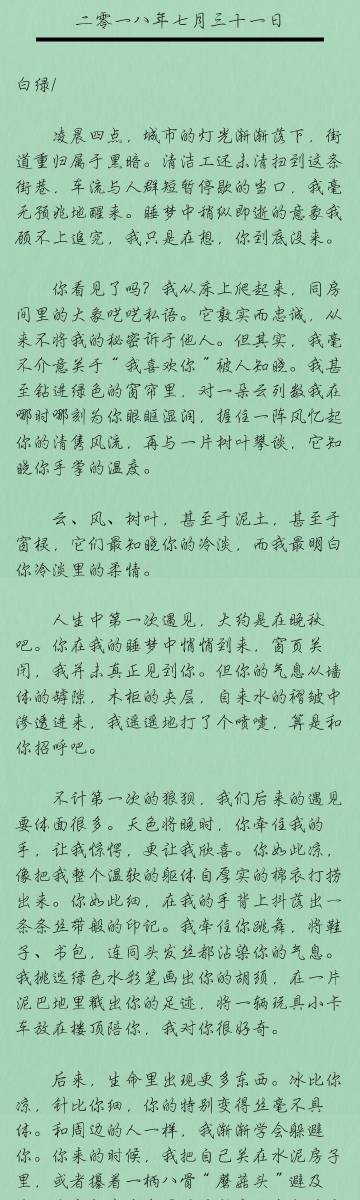 二零一八年七月三十一日
白绿/
凌晨四点，城市的灯光渐渐落下，街
道重归属于黑暗。清洁工还未清扫到这条
街巷，车流与人群短暂停歇的当口，我毫
无预兆地醒来。睡梦中稍纵即逝的意象我
顾不上追究，我只是在想，你到底没来。
你看见了吗？我从床上爬起来，同房
间里的大象哝哝私语。它敦实而忠诚，从
来不将我的秘密诉于他人。但其实，我毫
不介意关于“我喜欢你”被人知晓。我甚
至钻进绿色的窗帘里，对一朵云列数我在
哪时哪刻为你眼眶湿润，握住一阵风忆起
你的清隽风流，再与一片树叶攀谈，它知
晓你手掌的温度。
云、风、树叶，甚至于泥土，甚至于
窗棂，它们最知晓你的冷淡，而我最明白
你冷淡里的柔情。
人生中第一次遇见，大约是在晚秋
吧。你在我的睡梦中悄悄到来，窗页关
闭，我并未真正见到你。但你的气息从墙
体的罅隙，木柜的夹层，自来水的褶皱中
渗透进来，我遥遥地打了个喷嚏，算是和
你招呼吧。
不计第一次的狼狈，我们后来的遇见
要体面很多。天色将晚时，你牵住我的
手，让我惊愕，更让我欣喜。你如此凉，
像把我整个温软的躯体自厚实的棉衣打捞
出来。你如此细，在我的手背上抖落出一
条条丝带般的印记。我牵住你跳舞，将鞋
子、书包，连同头发丝都沾染你的气息。
我挑选绿色水彩笔画出你的胡须，在一片
泥巴地里戳出你的足迹，将一辆玩具小卡
车放在楼顶陪你，我对你很好奇。
后来，生命里出现更多东西。冰比你
凉，针比你细，你的特别变得丝毫不具
体。和周边的人一样，我渐渐学会躲避
你。你来的时候，我把自己关在水泥房子
里，或者攥着一柄八骨“蘑菇头”避及